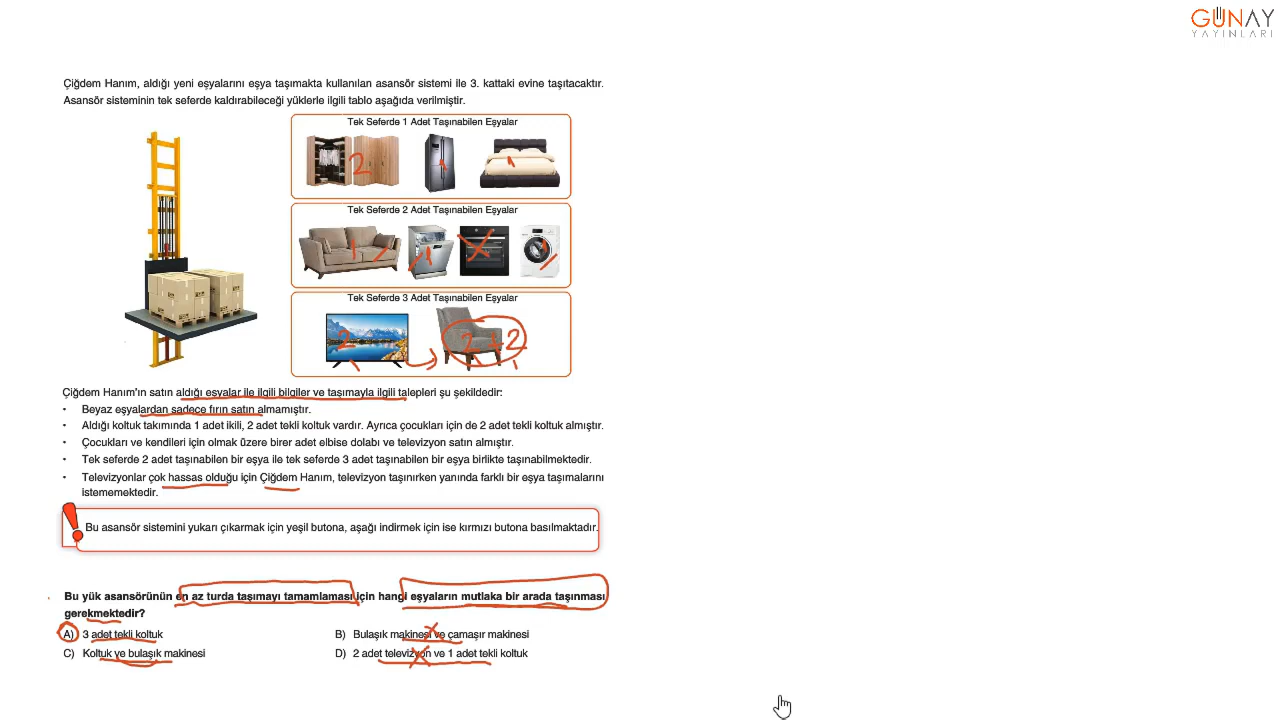 GÜNAY
YAYINLARI
Çiğdem Hanım, aldığı yeni eşyalarını eşya taşımakta kullanılan asansör sistemi ile 3. kattaki evine taşıtacaktır.
Asansör sisteminin tek seferde kaldırabileceği yüklerle ilgili tablo aşağıda verilmiştir.
Tek Seferde 1 Adet Taşınabilen Eşyalar
2 1 1
Tek Seferde 2 Adet Taşınabilen Eşyalar
1 1 1
Tek Seferde 3 Adet Taşınabilen Eşyalar
2 2+2
Çiğdem Hanım'ın satın aldığı eşyalar ile ilgili bilgiler ve taşımayla ilgili talepleri şu şekildedir:
• Beyaz eşyalardan sadece fırın satın almamıştır.
• Aldığı koltuk takımında 1 adet ikili, 2 adet tekli koltuk vardır. Ayrıca çocukları için de 2 adet tekli koltuk almıştır.
• Çocukları ve kendileri için olmak üzere birer adet elbise dolabı ve televizyon satın almıştır.
• Tek seferde 2 adet taşınabilen bir eşya ile tek seferde 3 adet taşınabilen bir eşya birlikte taşınabilmektedir.
• Televizyonlar çok hassas olduğu için Çiğdem Hanım, televizyon taşınırken yanında farklı bir eşya taşımalarını
istememektedir.
Bu asansör sistemini yukarı çıkarmak için yeşil butona, aşağı indirmek için ise kırmızı butona basılmaktadır.
Bu yük asansörünün en az turda taşımayı tamamlaması için hangi eşyaların mutlaka bir arada taşınması
gerekmektedir?
A) 3 adet tekli koltuk
B) Bulaşık makinesi ve çamaşır makinesi
C) Koltuk ve bulaşık makinesi
D) 2 adet televizyon ve 1 adet tekli koltuk